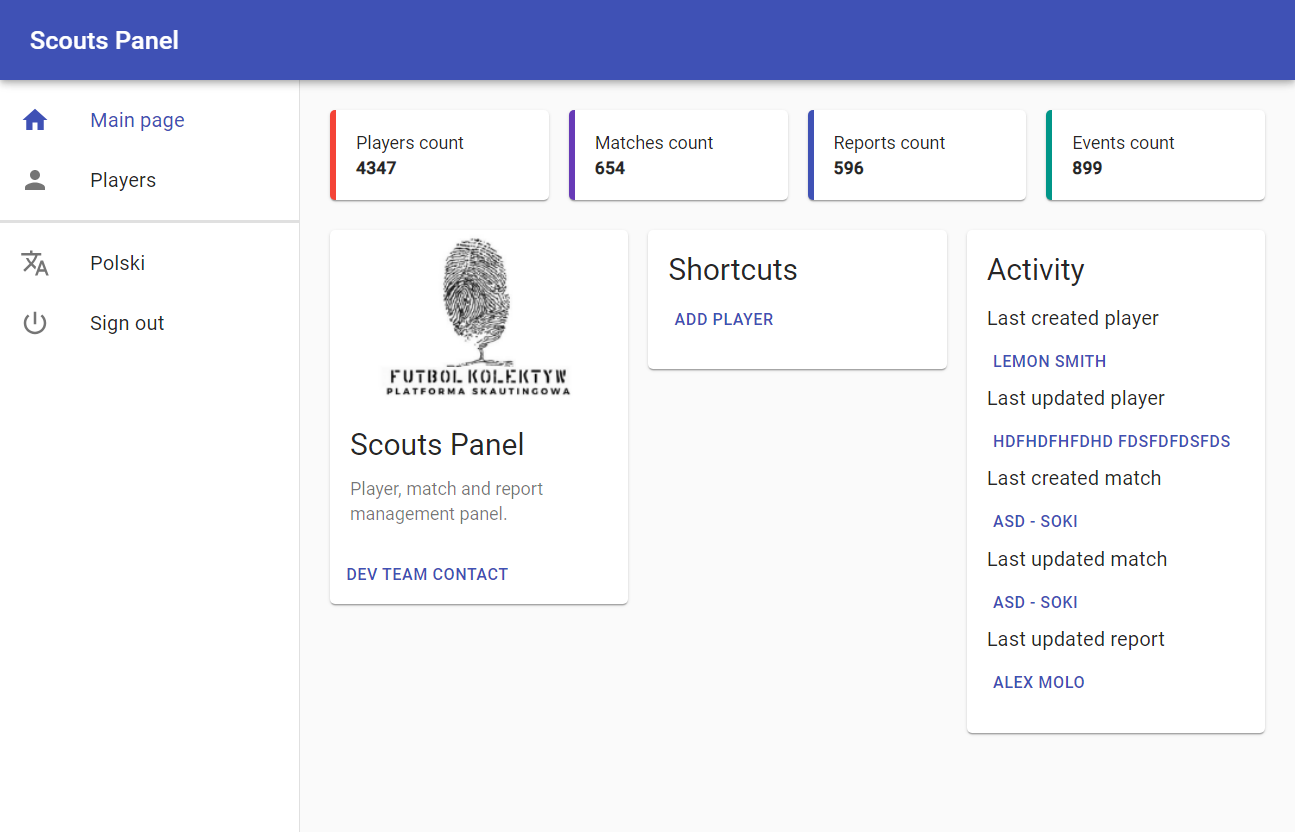 Scouts Panel
Main page
Players
Polski
Sign out
Players count
4347
Matches count
654
Reports count
596
Events count
899
FUTBOL KOLEKTYW
PLATFORMA SKAUTINGOWA
Scouts Panel
Player, match and report
management panel.
DEV TEAM CONTACT
Shortcuts
ADD PLAYER
Activity
Last created player
LEMON SMITH
Last updated player
HDFHDFHFDHD FDSFDFDSFDS
Last created match
ASD - SOKI
Last updated match
ASD - SOKI
Last updated report
ALEX MOLO